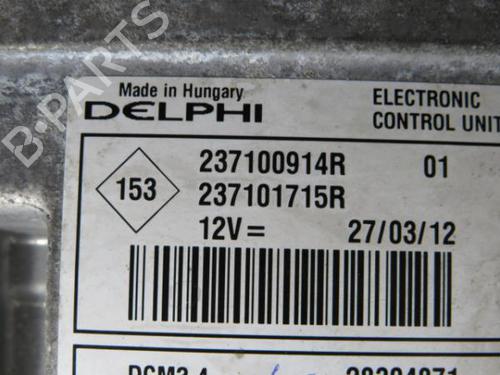 B-PARTS
Made in Hungary
DELPHI
ELECTRONIC
CONTROL UNIT
153
237100914R 01
237101715R
12V= 27/03/12